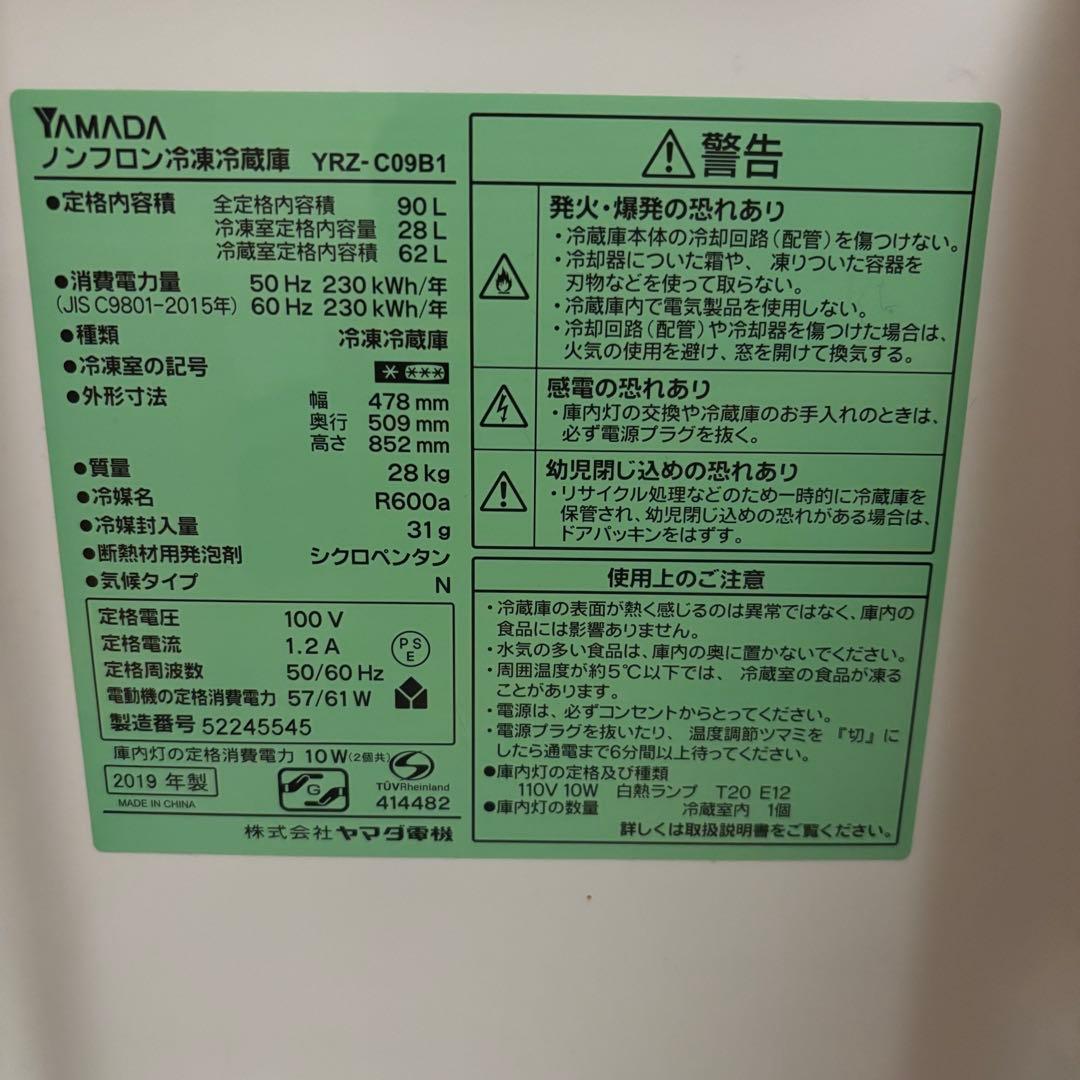 YAMADA
ノンフロン冷凍冷蔵庫 YRZ-C09B1
●定格内容積 全定格内容積 90L
冷凍室定格内容量 28L
冷蔵室定格内容積 62L
●消費電力量 50Hz 230kWh/年
(JIS C9801-2015年) 60Hz 230kWh/年
●種類 冷凍冷蔵庫
●冷凍室の記号 * ***
●外形寸法 幅 478mm
奥行 509mm
高さ 852mm
●質量 28kg
●冷媒名 R600a
●冷媒封入量 31g
●断熱材用発泡剤 シクロペンタン
●気候タイプ N
定格電圧 100V
定格電流 1.2A
定格周波数 50/60Hz
電動機の定格消費電力 57/61W
製造番号 52245545
PS
E
庫内灯の定格消費電力 10W(2個共)
2019年製
MADE IN CHINA
G
TÜVRheinland
414482
株式会社ヤマダ電機
警告
発火・爆発の恐れあり
・冷蔵庫本体の冷却回路(配管)を傷つけない。
・冷却器についた霜や、凍りついた容器を
刃物などを使って取らない。
・冷蔵庫内で電気製品を使用しない。
・冷却回路(配管)や冷却器を傷つけた場合は、
火気の使用を避け、窓を開けて換気する。
感電の恐れあり
・庫内灯の交換や冷蔵庫のお手入れのときは、
必ず電源プラグを抜く。
幼児閉じ込めの恐れあり
・リサイクル処理などのため一時的に冷蔵庫を
保管され、幼児閉じ込めの恐れがある場合は、
ドアパッキンをはずす。
使用上のご注意
・冷蔵庫の表面が熱く感じるのは異常ではなく、庫内の
食品には影響ありません。
・水気の多い食品は、庫内の奥に置かないでください。
・周囲温度が約5℃以下では、冷蔵室の食品が凍る
ことがあります。
・電源は、必ずコンセントからとってください。
・電源プラグを抜いたり、温度調節ツマミを『切』に
したら通電まで6分間以上待ってください。
●庫内灯の定格及び種類
110V 10W 白熱ランプ T20 E12
●庫内灯の数量 冷蔵室内 1個
詳しくは取扱説明書をご覧ください。